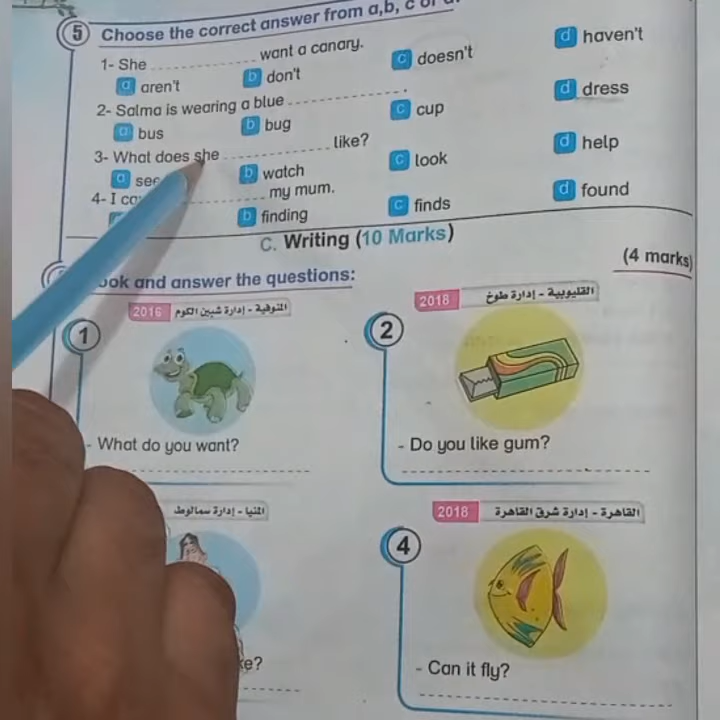 5 Choose the correct answer from a,b, c or d.
1- She ............ want a canary.
a aren't b don't c doesn't d haven't
2- Salma is wearing a blue ............ .
a bus b bug c cup d dress
3- What does she ............ like?
a see b watch c look d help
4- I ............ my mum.
b finding c finds d found
C. Writing (10 Marks)
ook and answer the questions:
(4 marks)
2016 المنوفية - إدارة شبين الكوم
2018 القليوبية - إدارة طوخ
1
2
- What do you want?
- Do you like gum?
المنيا - إدارة سمالوط
2018 القاهرة - إدارة شرق القاهرة
4
ke?
- Can it fly?